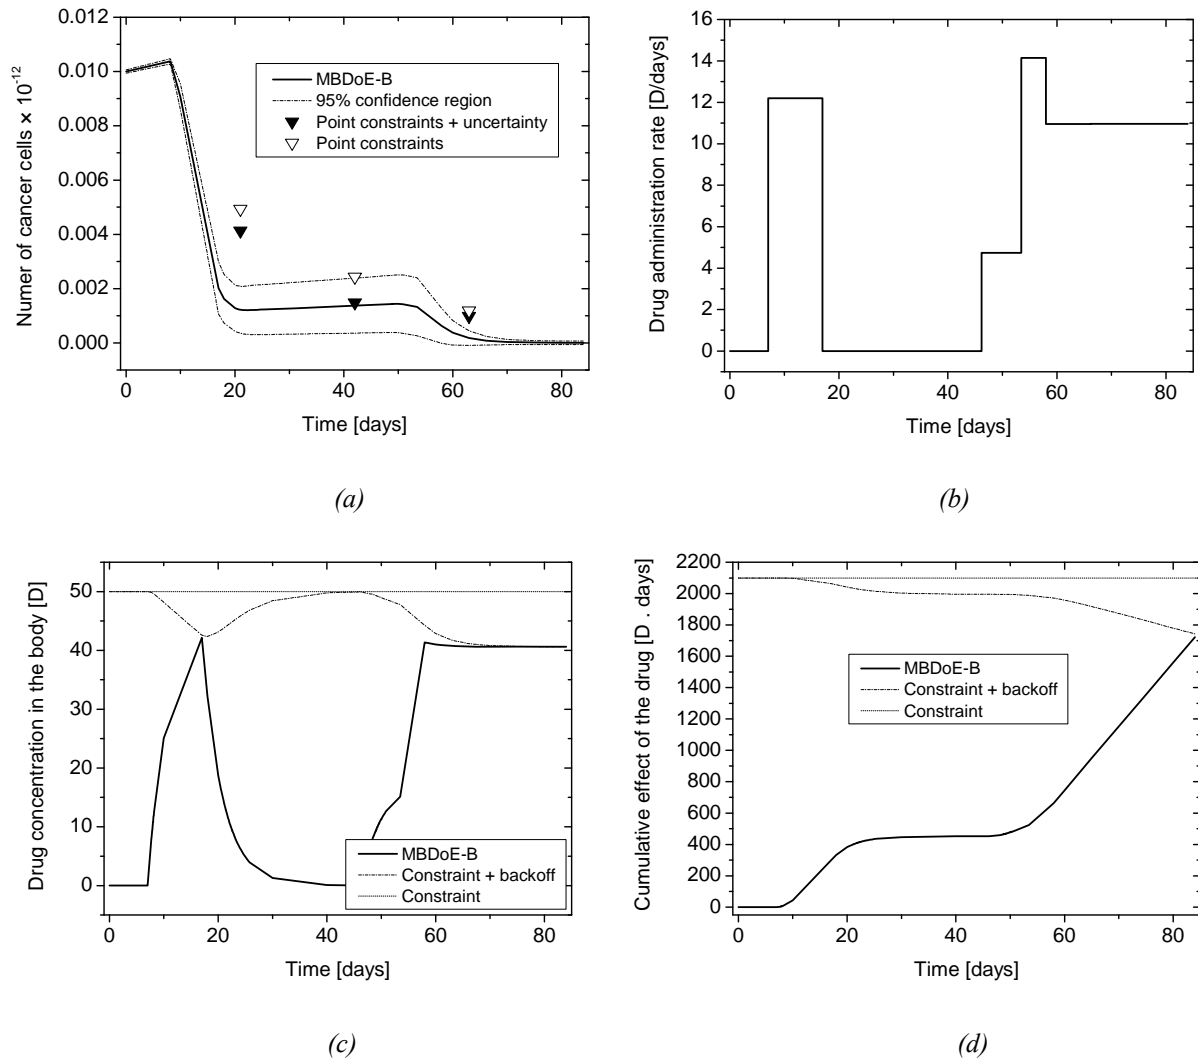 0.012
0.010
0.008
0.006
0.004
0.002
0.000
Numer of cancer cells × 10⁻¹²
MBDoE-B
95% confidence region
Point constraints + uncertainty
Point constraints
0 20 40 60 80
Time [days]
(a)
16
14
12
10
8
6
4
2
0
Drug administration rate [D/days]
0 20 40 60 80
Time [days]
(b)
50
40
30
20
10
0
Drug concentration in the body [D]
MBDoE-B
Constraint + backoff
Constraint
0 20 40 60 80
Time [days]
(c)
2200
2000
1800
1600
1400
1200
1000
800
600
400
200
0
Cumulative effect of the drug [D . days]
MBDoE-B
Constraint + backoff
Constraint
0 20 40 60 80
Time [days]
(d)